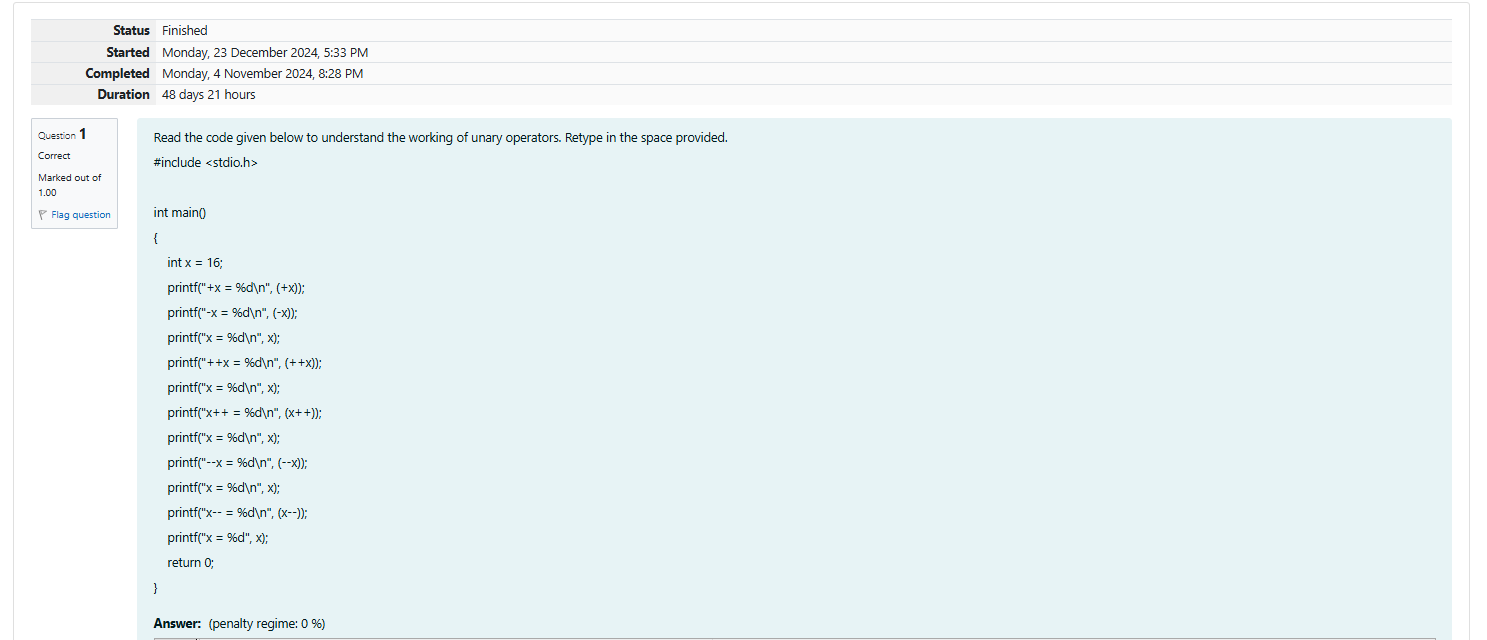 Status Finished
Started Monday, 23 December 2024, 5:33 PM
Completed Monday, 4 November 2024, 8:28 PM
Duration 48 days 21 hours
Question 1
Correct
Marked out of
1.00
Flag question
Read the code given below to understand the working of unary operators. Retype in the space provided.
#include <stdio.h>
int main()
{
int x = 16;
printf("+x = %d\n", (+x));
printf("-x = %d\n", (-x));
printf("x = %d\n", x);
printf("++x = %d\n", (++x));
printf("x = %d\n", x);
printf("x++ = %d\n", (x++));
printf("x = %d\n", x);
printf("--x = %d\n", (--x));
printf("x = %d\n", x);
printf("x-- = %d\n", (x--));
printf("x = %d", x);
return 0;
}
Answer: (penalty regime: 0 %)